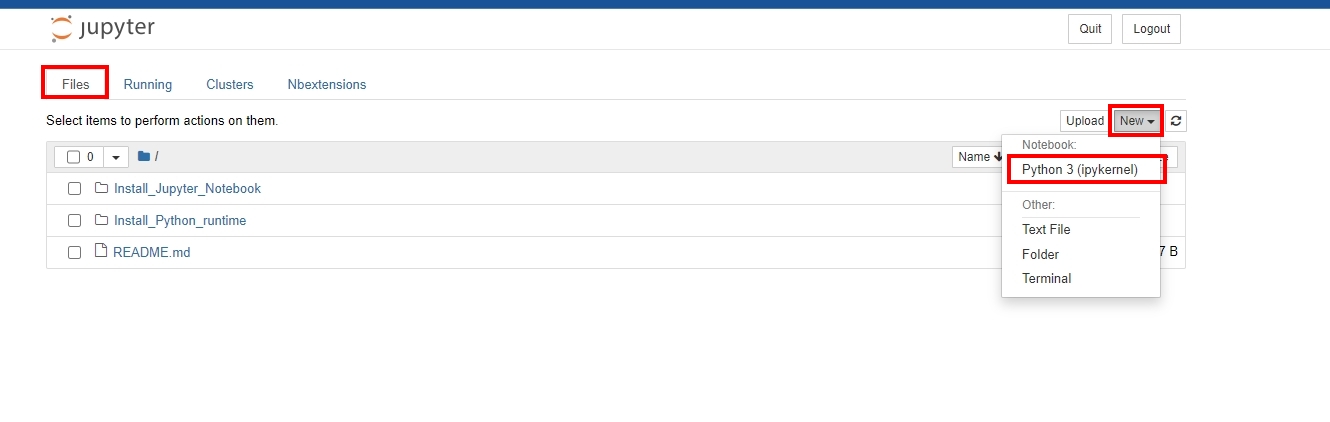 jupyter
Quit
Logout
Files
Running
Clusters
Nbextensions
Select items to perform actions on them.
Upload
New
0
/
Name
Notebook:
Python 3 (ipykernel)
Install_Jupyter_Notebook
Other:
Install_Python_runtime
Text File
README.md
7 B
Folder
Terminal